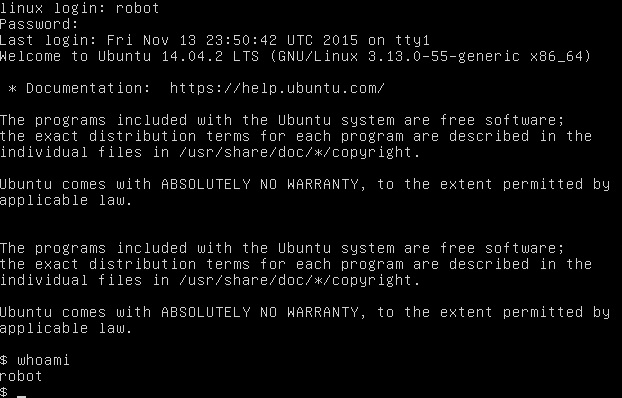 linux login: robot
Password:
Last login: Fri Nov 13 23:50:42 UTC 2015 on tty1
Welcome to Ubuntu 14.04.2 LTS (GNU/Linux 3.13.0-55-generic x86_64)
* Documentation:  https://help.ubuntu.com/
The programs included with the Ubuntu system are free software;
the exact distribution terms for each program are described in the
individual files in /usr/share/doc/*/copyright.
Ubuntu comes with ABSOLUTELY NO WARRANTY, to the extent permitted by
applicable law.
The programs included with the Ubuntu system are free software;
the exact distribution terms for each program are described in the
individual files in /usr/share/doc/*/copyright.
Ubuntu comes with ABSOLUTELY NO WARRANTY, to the extent permitted by
applicable law.
$ whoami
robot
$ _